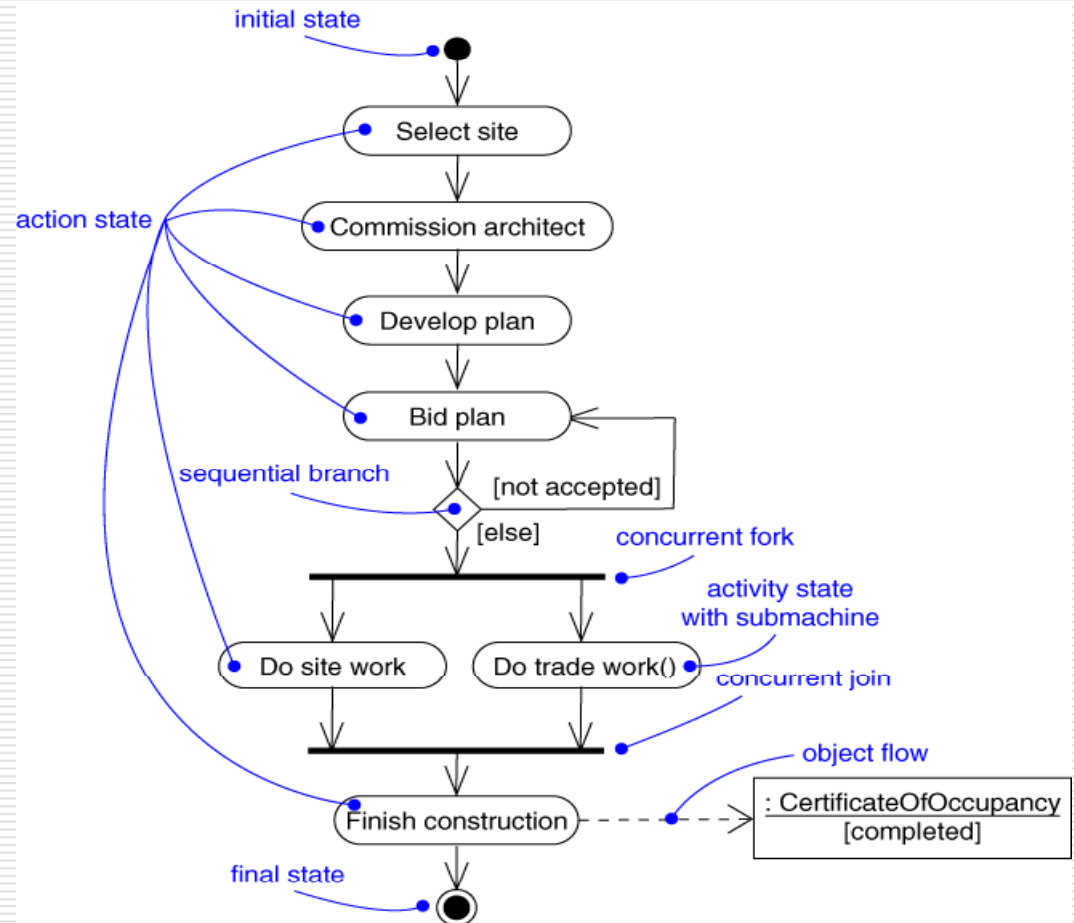 initial state
Select site
action state
Commission architect
Develop plan
Bid plan
sequential branch
[not accepted]
[else]
concurrent fork
activity state
with submachine
Do site work
Do trade work()
concurrent join
object flow
: CertificateOfOccupancy
[completed]
Finish construction
final state